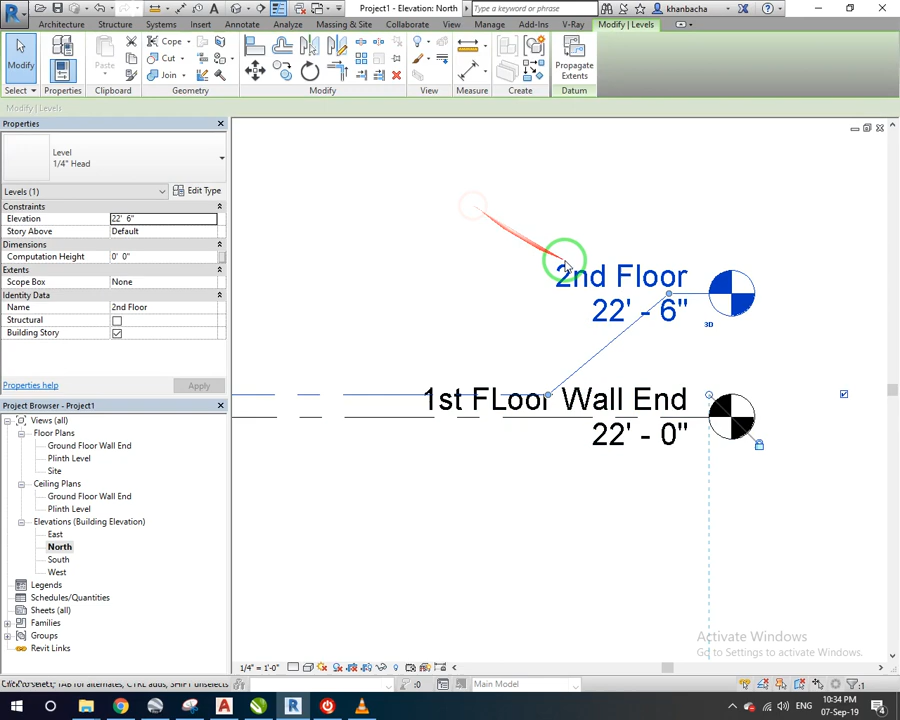 Project1 - Elevation: North
Type a keyword or phrase
khanbacha
Architecture Structure Systems Insert Annotate Analyze Massing & Site Collaborate View Manage Add-Ins V-Ray Modify | Levels
Modify
Paste
Cope
Cut
Join
Propagate Extents
Select Properties Clipboard Geometry Modify View Measure Create Datum
Modify | Levels
Properties
Level
1/4" Head
Levels (1)
Edit Type
Constraints
Elevation 22' 6"
Story Above Default
Dimensions
Computation Height 0' 0"
Extents
Scope Box None
Identity Data
Name 2nd Floor
Structural
Building Story
Properties help
Apply
Project Browser - Project1
Views (all)
Floor Plans
Ground Floor Wall End
Plinth Level
Site
Ceiling Plans
Ground Floor Wall End
Plinth Level
Elevations (Building Elevation)
East
North
South
West
Legends
Schedules/Quantities
Sheets (all)
Families
Groups
Revit Links
2nd Floor
22' - 6"
3D
1st FLoor Wall End
22' - 0"
Activate Windows
Go to Settings to activate Windows.
1/4" = 1'-0"
:0
Main Model
:1
ENG
10:34 PM
07-Sep-19
4